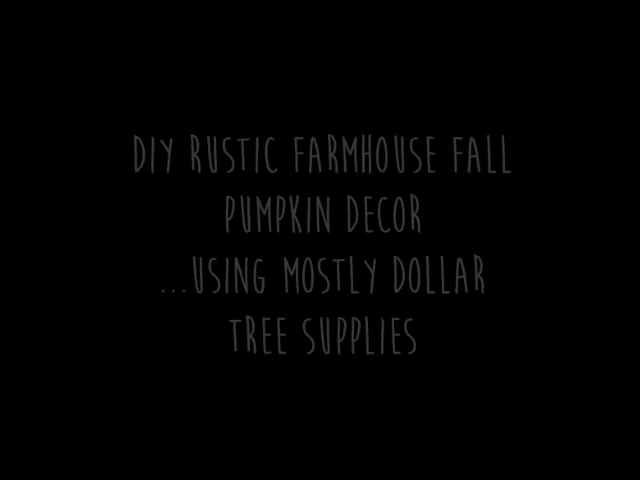 DIY RUSTIC FARMHOUSE FALL
PUMPKIN DECOR
...USING MOSTLY DOLLAR
TREE SUPPLIES